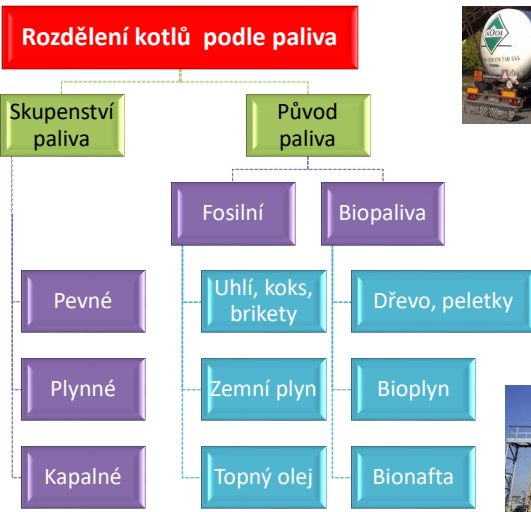 Rozdělení kotlů podle paliva
Skupenství
paliva
Původ
paliva
Fosilní
Biopaliva
Pevné
Uhlí, koks,
brikety
Dřevo, peletky
Plynné
Zemní plyn
Bioplyn
Kapalné
Topný olej
Bionafta